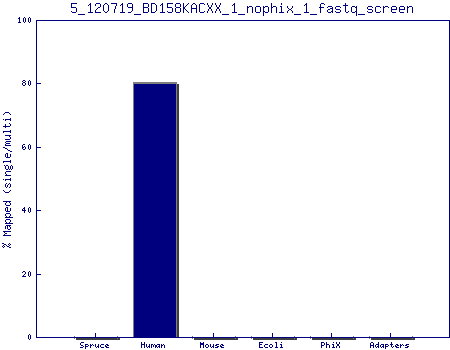 5_120719_BD158KACXX_1_nophix_1_fastq_screen
100
80
60
40
20
0
% Mapped (single/multi)
Spruce Human Mouse Ecoli PhiX Adapters